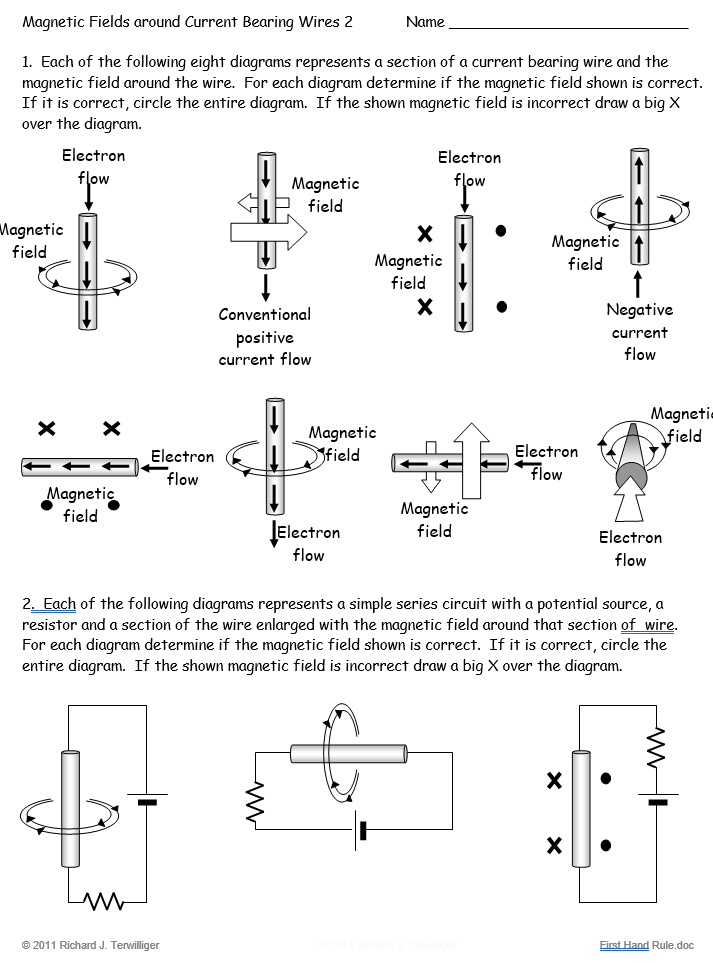 Magnetic Fields around Current Bearing Wires 2 Name ______________________________
1. Each of the following eight diagrams represents a section of a current bearing wire and the
magnetic field around the wire. For each diagram determine if the magnetic field shown is correct.
If it is correct, circle the entire diagram. If the shown magnetic field is incorrect draw a big X
over the diagram.
Electron
flow
Magnetic
field
Magnetic
field
Conventional
positive
current flow
Electron
flow
Magnetic
field
Magnetic
field
Negative
current
flow
Electron
flow
Magnetic
field
Magnetic
field
Electron
flow
Electron
flow
Magnetic
field
Magnetic
field
Electron
flow
2. Each of the following diagrams represents a simple series circuit with a potential source, a
resistor and a section of the wire enlarged with the magnetic field around that section of wire.
For each diagram determine if the magnetic field shown is correct. If it is correct, circle the
entire diagram. If the shown magnetic field is incorrect draw a big X over the diagram.
© 2011 Richard J. Terwilliger
© 2011 Richard J. Terwilliger
First Hand Rule.doc